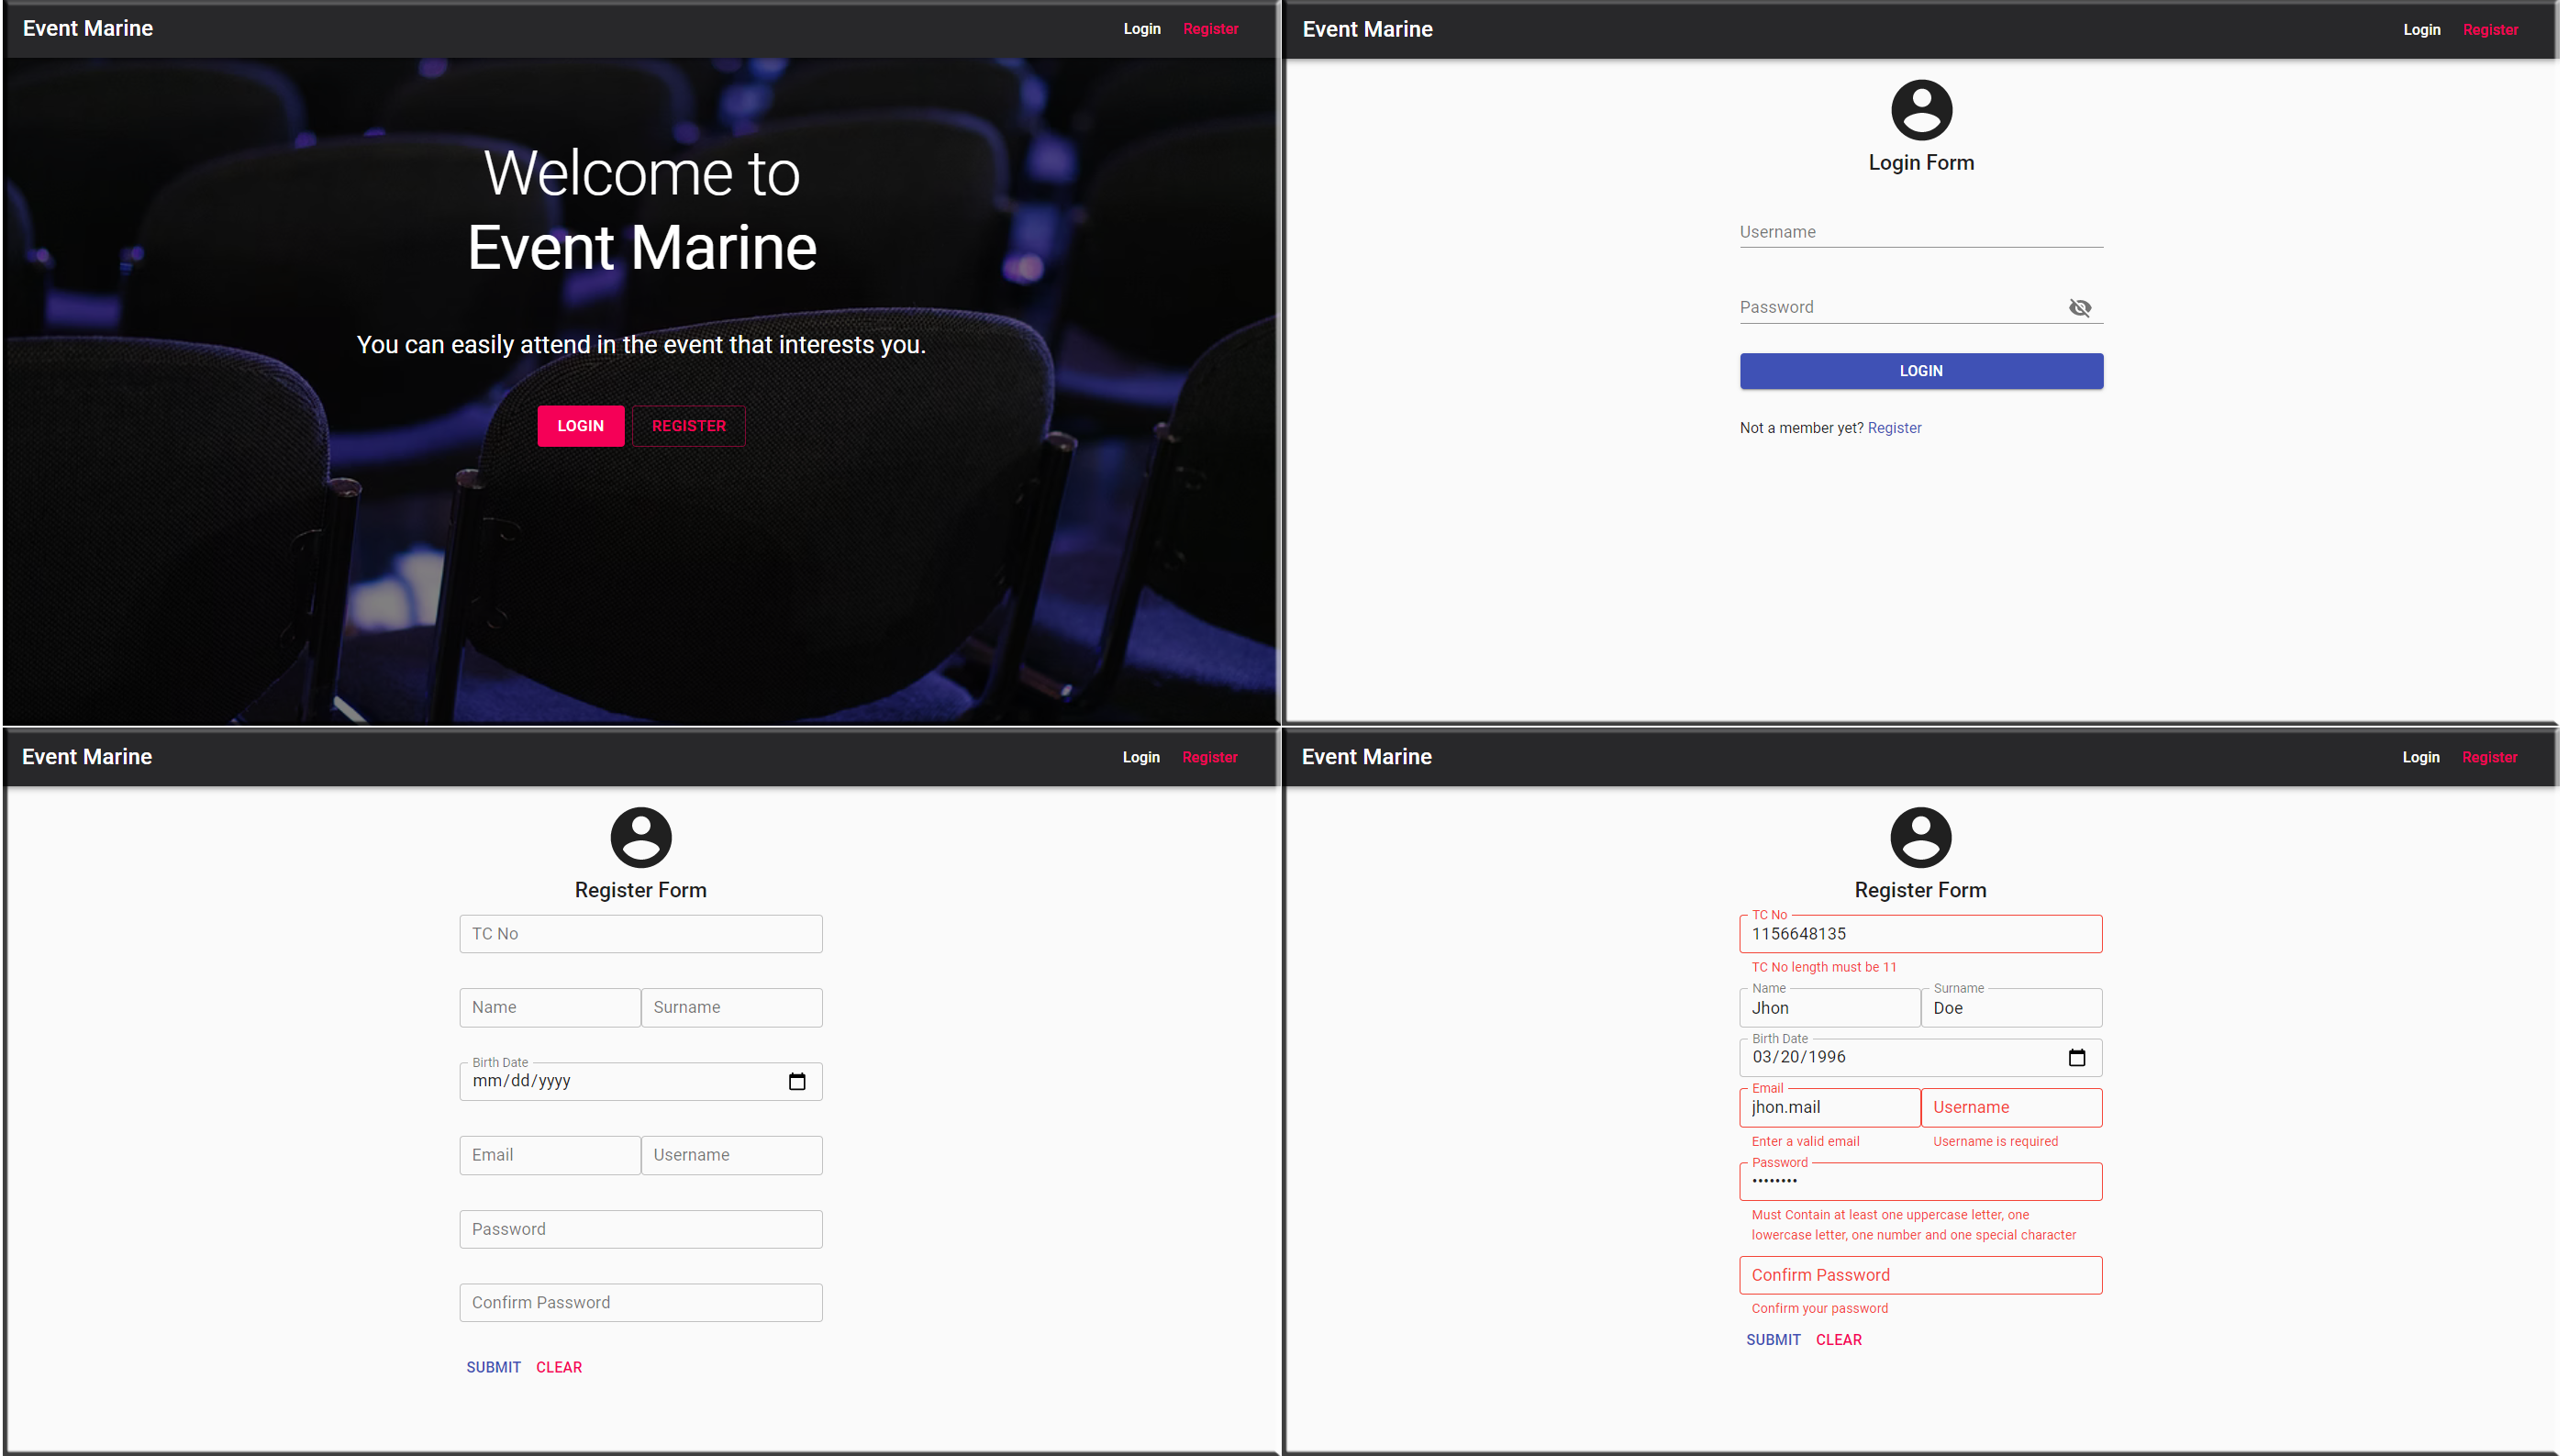 Event Marine
Login Register
Welcome to
Event Marine
You can easily attend in the event that interests you.
LOGIN REGISTER
Event Marine
Login Register
Login Form
Username
Password
LOGIN
Not a member yet? Register
Event Marine
Login Register
Register Form
TC No
Name Surname
Birth Date
mm/dd/yyyy
Email Username
Password
Confirm Password
SUBMIT CLEAR
Event Marine
Login Register
Register Form
TC No
1156648135
TC No length must be 11
Name Surname
Jhon Doe
Birth Date
03/20/1996
Email
jhon.mail Username
Enter a valid email Username is required
Password
••••••••
Must Contain at least one uppercase letter, one
lowercase letter, one number and one special character
Confirm Password
Confirm your password
SUBMIT CLEAR